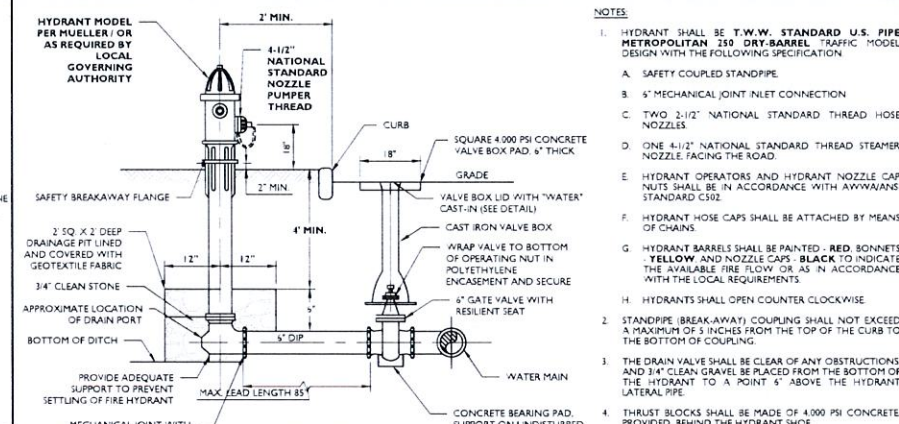 HYDRANT MODEL
PER MUELLER / OR
AS REQUIRED BY
LOCAL
GOVERNING
AUTHORITY
2' MIN.
4-1/2"
NATIONAL
STANDARD
NOZZLE
PUMPER
THREAD
18"
CURB
SQUARE 4.000 PSI CONCRETE
VALVE BOX PAD. 6" THICK
18"
GRADE
SAFETY BREAKAWAY FLANGE
2" MIN.
VALVE BOX LID WITH "WATER"
CAST-IN (SEE DETAIL)
NE
4' MIN.
CAST IRON VALVE BOX
2' SQ. X 2' DEEP
DRAINAGE PIT LINED
AND COVERED WITH
GEOTEXTILE FABRIC
12"
12"
WRAP VALVE TO BOTTOM
OF OPERATING NUT IN
POLYETHYLENE
ENCASEMENT AND SECURE
3/4" CLEAN STONE
6" GATE VALVE WITH
RESILIENT SEAT
APPROXIMATE LOCATION
OF DRAIN PORT
6" DIP
BOTTOM OF DITCH
WATER MAIN
PROVIDE ADEQUATE
SUPPORT TO PREVENT
SETTLING OF FIRE HYDRANT
MAX. LEAD LENGTH 85'
MECHANICAL JOINT WITH
CONCRETE BEARING PAD.
SUPPORT ON UNDISTURBED
NOTES:
1. HYDRANT SHALL BE T.W.W. STANDARD U.S. PIPE
METROPOLITAN 250 DRY-BARREL TRAFFIC MODEL
DESIGN WITH THE FOLLOWING SPECIFICATION
A. SAFETY COUPLED STANDPIPE.
B. 6" MECHANICAL JOINT INLET CONNECTION
C. TWO 2-1/2" NATIONAL STANDARD THREAD HOSE
NOZZLES.
D. ONE 4-1/2" NATIONAL STANDARD THREAD STEAMER
NOZZLE, FACING THE ROAD.
E. HYDRANT OPERATORS AND HYDRANT NOZZLE CAP
NUTS SHALL BE IN ACCORDANCE WITH AWWA/ANS
STANDARD C502.
F. HYDRANT HOSE CAPS SHALL BE ATTACHED BY MEANS
OF CHAINS.
G. HYDRANT BARRELS SHALL BE PAINTED - RED, BONNETS
- YELLOW, AND NOZZLE CAPS - BLACK TO INDICATE
THE AVAILABLE FIRE FLOW OR AS IN ACCORDANCE
WITH THE LOCAL REQUIREMENTS.
H. HYDRANTS SHALL OPEN COUNTER CLOCKWISE.
2. STANDPIPE (BREAK-AWAY) COUPLING SHALL NOT EXCEED
A MAXIMUM OF 5 INCHES FROM THE TOP OF THE CURB TO
THE BOTTOM OF COUPLING.
3. THE DRAIN VALVE SHALL BE CLEAR OF ANY OBSTRUCTIONS
AND 3/4" CLEAN GRAVEL BE PLACED FROM THE BOTTOM OF
THE HYDRANT TO A POINT 6" ABOVE THE HYDRANT
LATERAL PIPE.
4. THRUST BLOCKS SHALL BE MADE OF 4.000 PSI CONCRETE
PROVIDED, BEHIND THE HYDRANT SHOE